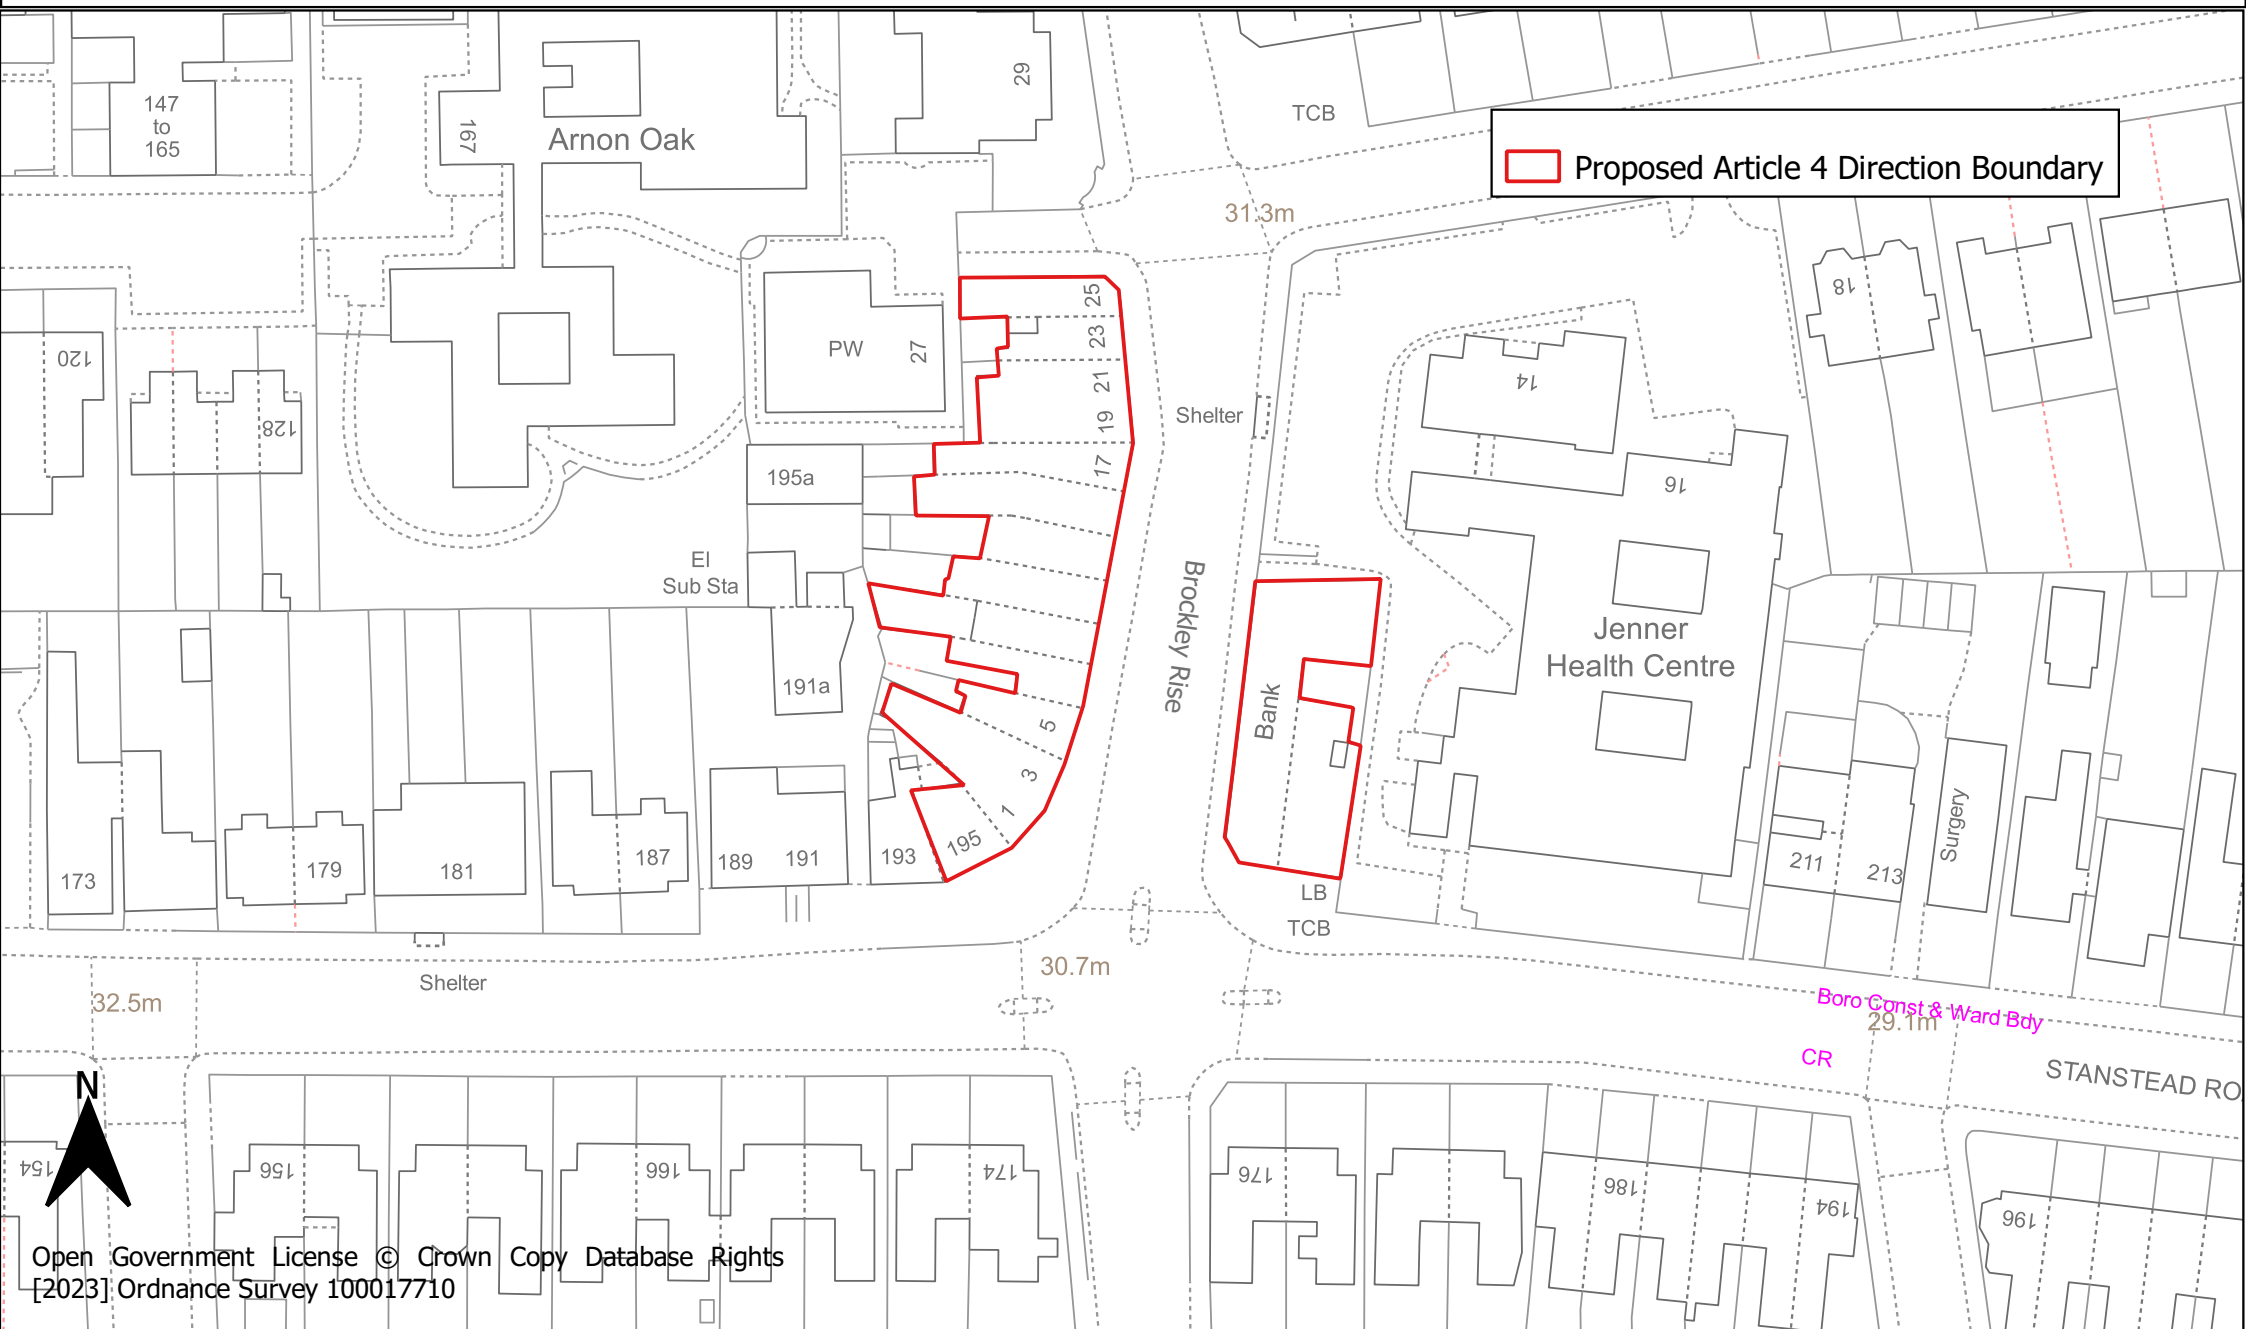 147
to
165
167
Arnon Oak
29
TCB
Proposed Article 4 Direction Boundary
31.3m
18
25
23
21
19
17
PW
27
120
128
Shelter
14
16
195a
El
Sub Sta
Brockley Rise
Bank
Jenner
Health Centre
191a
5
3
1
195
193
173
179
181
187
189
191
211
213
Surgery
LB
TCB
30.7m
Shelter
32.5m
Boro Const & Ward Bdy
29.1m
CR
STANSTEAD RO
N
154
156
166
174
176
186
194
196
Open Government License © Crown Copy Database Rights
[2023] Ordnance Survey 100017710